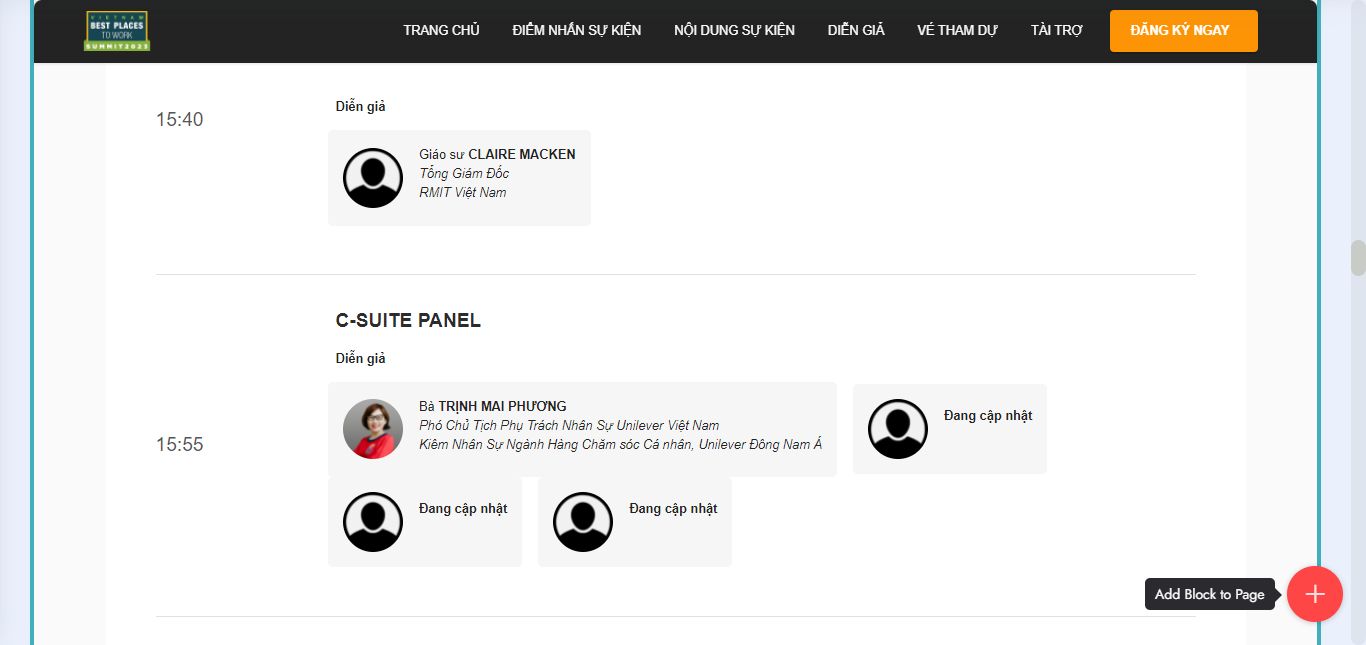 VIETNAM
BEST PLACES
TO WORK
SUMMIT2023
TRANG CHỦ
ĐIỂM NHẤN SỰ KIỆN
NỘI DUNG SỰ KIỆN
DIỄN GIẢ
VÉ THAM DỰ
TÀI TRỢ
ĐĂNG KÝ NGAY
15:40
Diễn giả
Giáo sư CLAIRE MACKEN
Tổng Giám Đốc
RMIT Việt Nam
C-SUITE PANEL
Diễn giả
15:55
Bà TRỊNH MAI PHƯƠNG
Phó Chủ Tịch Phụ Trách Nhân Sự Unilever Việt Nam
Kiêm Nhân Sự Ngành Hàng Chăm sóc Cá nhân, Unilever Đông Nam Á
Đang cập nhật
Đang cập nhật
Đang cập nhật
Add Block to Page